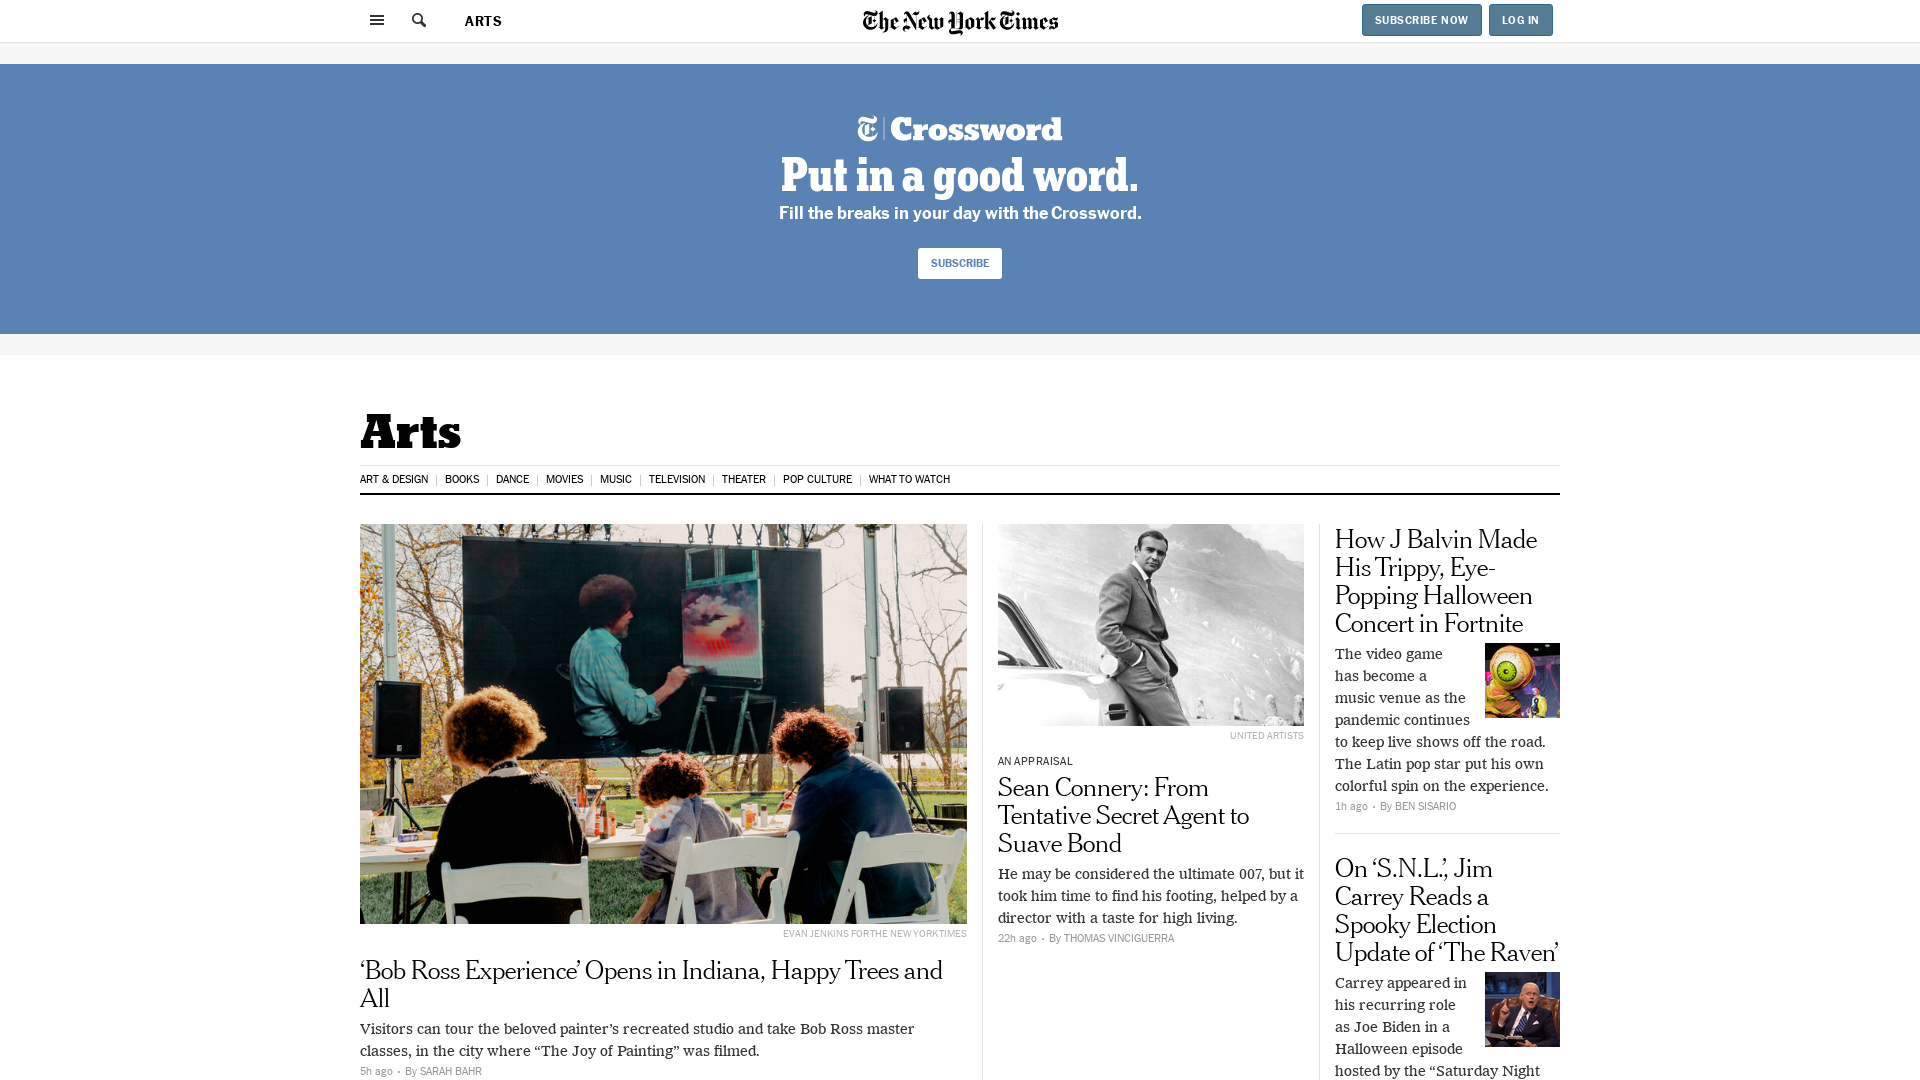 ARTS
The New York Times
SUBSCRIBE NOW
LOG IN
T Crossword
Put in a good word.
Fill the breaks in your day with the Crossword.
SUBSCRIBE
Arts
ART & DESIGN
BOOKS
DANCE
MOVIES
MUSIC
TELEVISION
THEATER
POP CULTURE
WHAT TO WATCH
EVAN JENKINS FOR THE NEW YORK TIMES
‘Bob Ross Experience’ Opens in Indiana, Happy Trees and
All
Visitors can tour the beloved painter’s recreated studio and take Bob Ross master
classes, in the city where “The Joy of Painting” was filmed.
5h ago • By SARAH BAHR
UNITED ARTISTS
AN APPRAISAL
Sean Connery: From
Tentative Secret Agent to
Suave Bond
He may be considered the ultimate 007, but it
took him time to find his footing, helped by a
director with a taste for high living.
22h ago • By THOMAS VINCIGUERRA
How J Balvin Made
His Trippy, Eye-
Popping Halloween
Concert in Fortnite
The video game
has become a
music venue as the
pandemic continues
to keep live shows off the road.
The Latin pop star put his own
colorful spin on the experience.
1h ago • By BEN SISARIO
On ‘S.N.L.’, Jim
Carrey Reads a
Spooky Election
Update of ‘The Raven’
Carrey appeared in
his recurring role
as Joe Biden in a
Halloween episode
hosted by the “Saturday Night